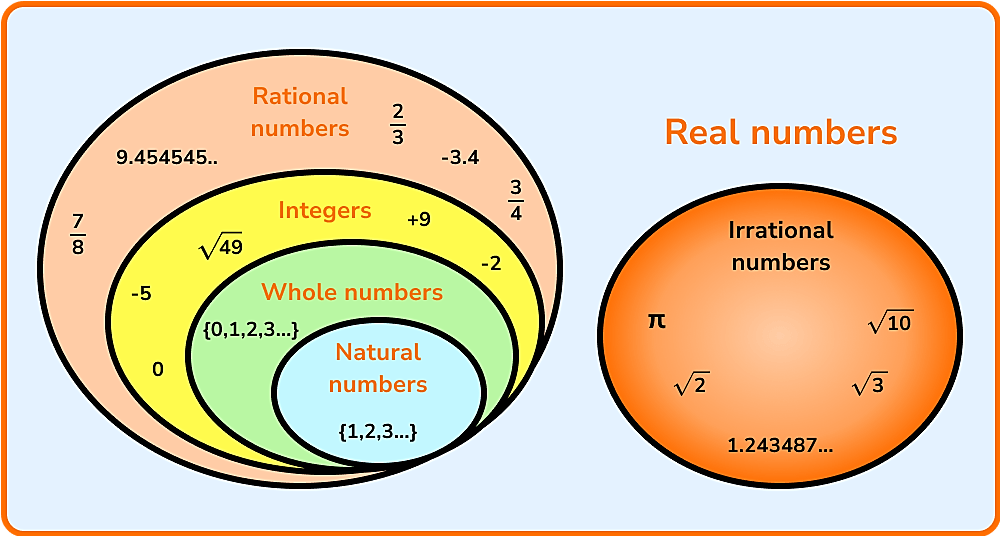 Rational
numbers
2/3
9.454545..
-3.4
3/4
7/8
Integers
+9
√49
-2
-5
Whole numbers
{0,1,2,3...}
0
Natural
numbers
{1,2,3...}
Real numbers
Irrational
numbers
π
√10
√2
√3
1.243487...